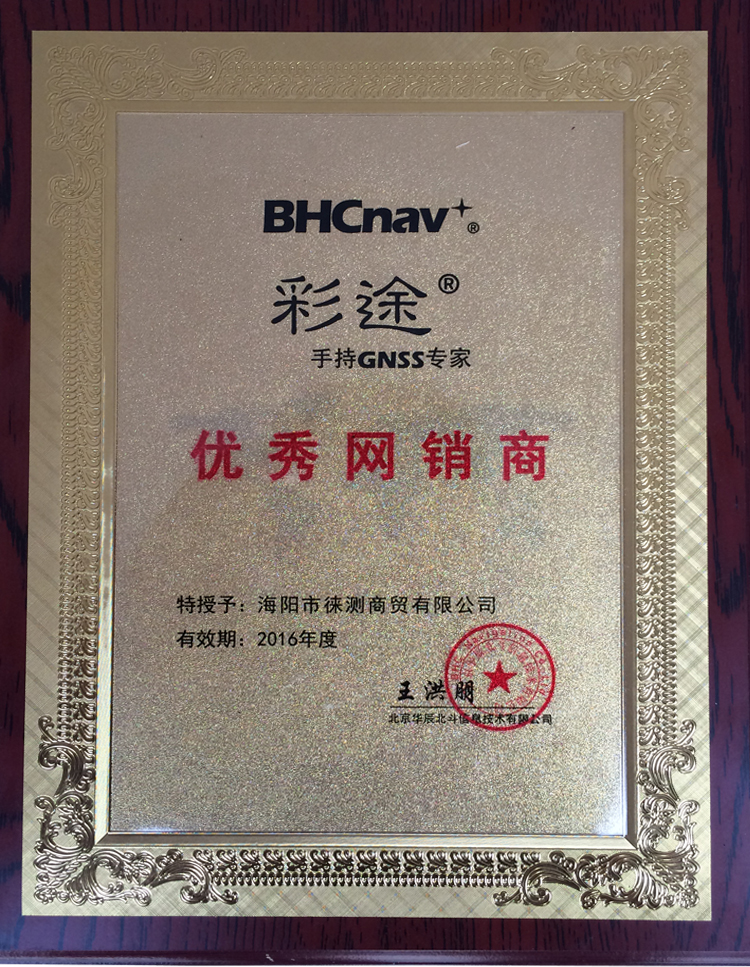 BHCnav®
彩途®
手持GNSS专家
优秀网销商
特授予：海阳市徕测商贸有限公司
有效期：2016年度
王洪朋
北京华辰北斗信息技术有限公司